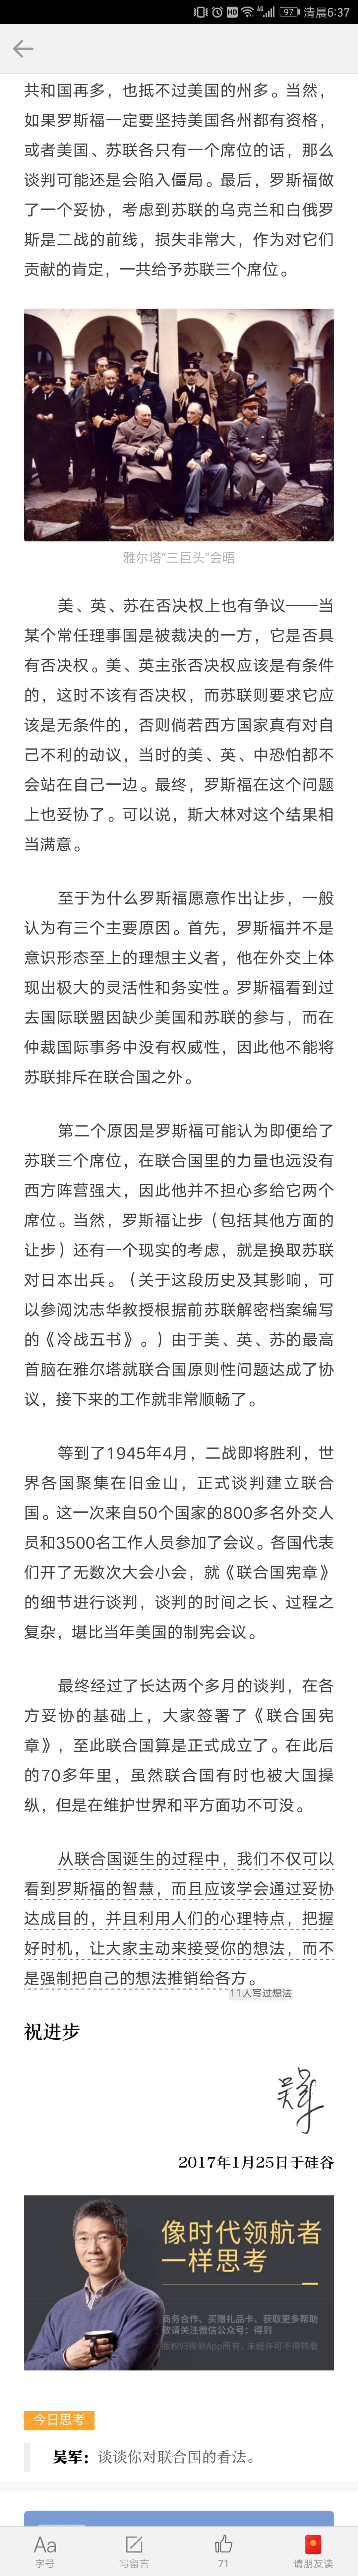 HD 4G 97 清晨6:37
共和国再多，也抵不过美国的州多。当然，
如果罗斯福一定要坚持美国各州都有资格，
或者美国、苏联各只有一个席位的话，那么
谈判可能还是会陷入僵局。最后，罗斯福做
了一个妥协，考虑到苏联的乌克兰和白俄罗
斯是二战的前线，损失非常大，作为对它们
贡献的肯定，一共给予苏联三个席位。
雅尔塔“三巨头”会晤
美、英、苏在否决权上也有争议——当
某个常任理事国是被裁决的一方，它是否具
有否决权。美、英主张否决权应该是有条件
的，这时不该有否决权，而苏联则要求它应
该是无条件的，否则倘若西方国家真有对自
己不利的动议，当时的美、英、中恐怕都不
会站在自己一边。最终，罗斯福在这个问题
上也妥协了。可以说，斯大林对这个结果相
当满意。
至于为什么罗斯福愿意作出让步，一般
认为有三个主要原因。首先，罗斯福并不是
意识形态至上的理想主义者，他在外交上体
现出极大的灵活性和务实性。罗斯福看到过
去国际联盟因缺少美国和苏联的参与，而在
仲裁国际事务中没有权威性，因此他不能将
苏联排斥在联合国之外。
第二个原因是罗斯福可能认为即便给了
苏联三个席位，在联合国里的力量也远没有
西方阵营强大，因此他并不担心多给它两个
席位。当然，罗斯福让步（包括其他方面的
让步）还有一个现实的考虑，就是换取苏联
对日本出兵。（关于这段历史及其影响，可
以参阅沈志华教授根据前苏联解密档案编写
的《冷战五书》。）由于美、英、苏的最高
首脑在雅尔塔就联合国原则性问题达成了协
议，接下来的工作就非常顺畅了。
等到了1945年4月，二战即将胜利，世
界各国聚集在旧金山，正式谈判建立联合
国。这一次来自50个国家的800多名外交人
员和3500名工作人员参加了会议。各国代表
们开了无数次大会小会，就《联合国宪章》
的细节进行谈判，谈判的时间之长、过程之
复杂，堪比当年美国的制宪会议。
最终经过了长达两个多月的谈判，在各
方妥协的基础上，大家签署了《联合国宪
章》，至此联合国算是正式成立了。在此后
的70多年里，虽然联合国有时也被大国操
纵，但是在维护世界和平方面功不可没。
从联合国诞生的过程中，我们不仅可以
看到罗斯福的智慧，而且应该学会通过妥协
达成目的，并且利用人们的心理特点，把握
好时机，让大家主动来接受你的想法，而不
是强制把自己的想法推销给各方。
11人写过想法
祝进步
吴军
2017年1月25日于硅谷
像时代领航者
一样思考
商务合作、买赠礼品卡、获取更多帮助
敬请关注微信公众号：得到
版权归得到App所有，未经许可不得转载
今日思考
吴军：谈谈你对联合国的看法。
Aa
字号 写留言 71 请朋友读